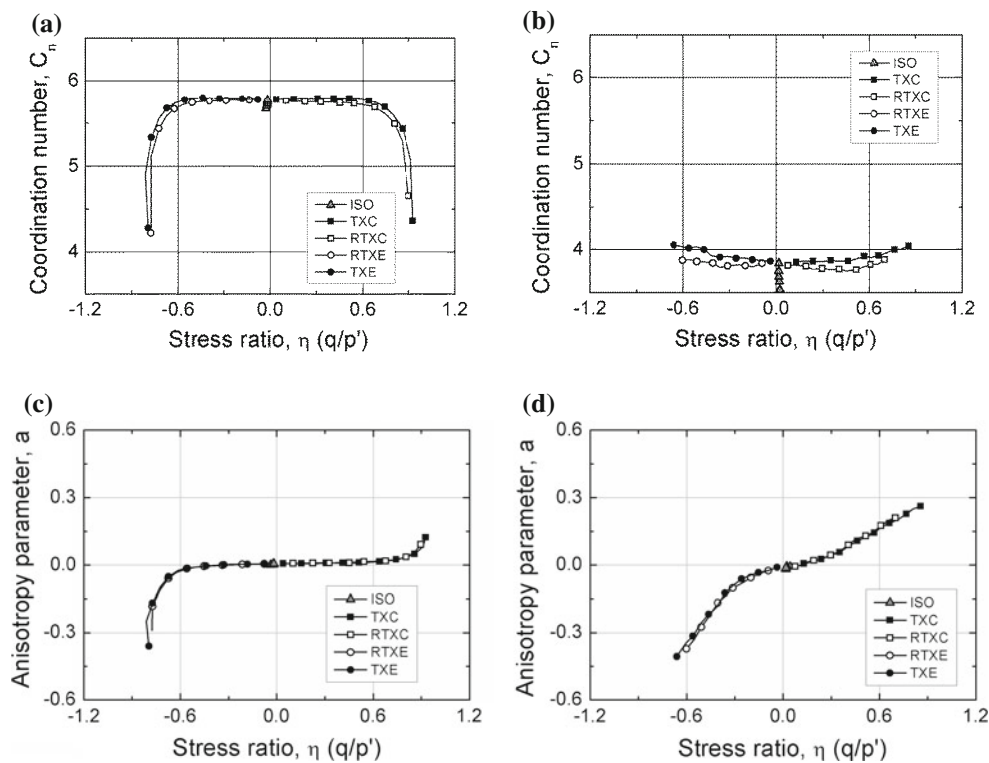 (a)
Coordination number, Cn
6
5
4
-1.2 -0.6 0.0 0.6 1.2
Stress ratio, η (q/p')
ISO
TXC
RTXC
RTXE
TXE
(b)
Coordination number, Cn
6
5
4
-1.2 -0.6 0.0 0.6 1.2
Stress ratio, η (q/p')
ISO
TXC
RTXC
RTXE
TXE
(c)
Anisotropy parameter, a
0.6
0.3
0.0
-0.3
-0.6
-1.2 -0.6 0.0 0.6 1.2
Stress ratio, η (q/p')
ISO
TXC
RTXC
RTXE
TXE
(d)
Anisotropy parameter, a
0.6
0.3
0.0
-0.3
-0.6
-1.2 -0.6 0.0 0.6 1.2
Stress ratio, η (q/p')
ISO
TXC
RTXC
RTXE
TXE